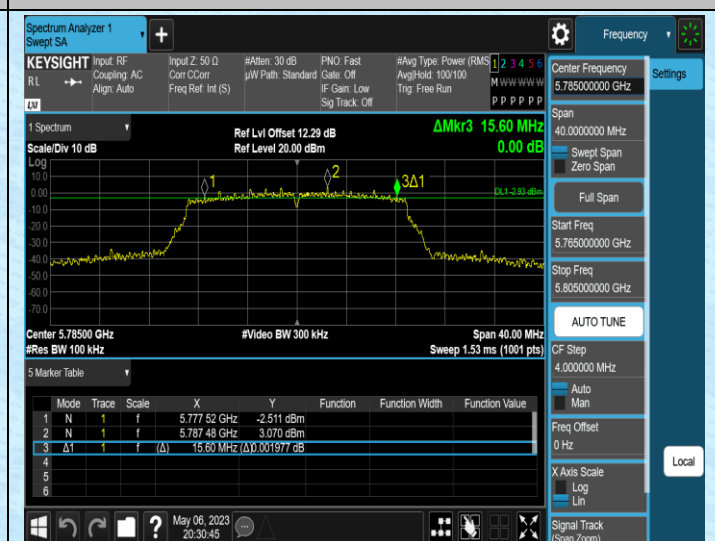 Spectrum Analyzer 1
Swept SA
+
Frequency
KEYSIGHT
RL
LXI
Input: RF
Coupling: AC
Align: Auto
Input Z: 50 Ω
Corr CCorr
Freq Ref: Int (S)
#Atten: 30 dB
µW Path: Standard
PNO: Fast
Gate: Off
IF Gain: Low
Sig Track: Off
#Avg Type: Power (RMS
Avg|Hold: 100/100
Trig: Free Run
1 2 3 4 5 6
M W W W W W
P P P P P P
1 Spectrum
Scale/Div 10 dB
Ref Lvl Offset 12.29 dB
Ref Level 20.00 dBm
ΔMkr3 15.60 MHz
0.00 dB
Log
10.0
0.00
-10.0
-20.0
-30.0
-40.0
-50.0
-60.0
-70.0
1
2
3Δ1
DL1 -2.93 dBm
Center 5.78500 GHz
#Res BW 100 kHz
#Video BW 300 kHz
Span 40.00 MHz
Sweep 1.53 ms (1001 pts)
5 Marker Table
Mode Trace Scale X Y Function Function Width Function Value
1 N 1 f 5.777 52 GHz -2.511 dBm
2 N 1 f 5.787 48 GHz 3.070 dBm
3 Δ1 1 f (Δ) 15.60 MHz (Δ) 0.001977 dB
4
5
6
?
May 06, 2023
20:30:45
Center Frequency
5.785000000 GHz
Span
40.0000000 MHz
Swept Span
Zero Span
Full Span
Start Freq
5.765000000 GHz
Stop Freq
5.805000000 GHz
AUTO TUNE
CF Step
4.000000 MHz
Auto
Man
Freq Offset
0 Hz
X Axis Scale
Log
Lin
Signal Track
(Span Zoom)
Settings
Local